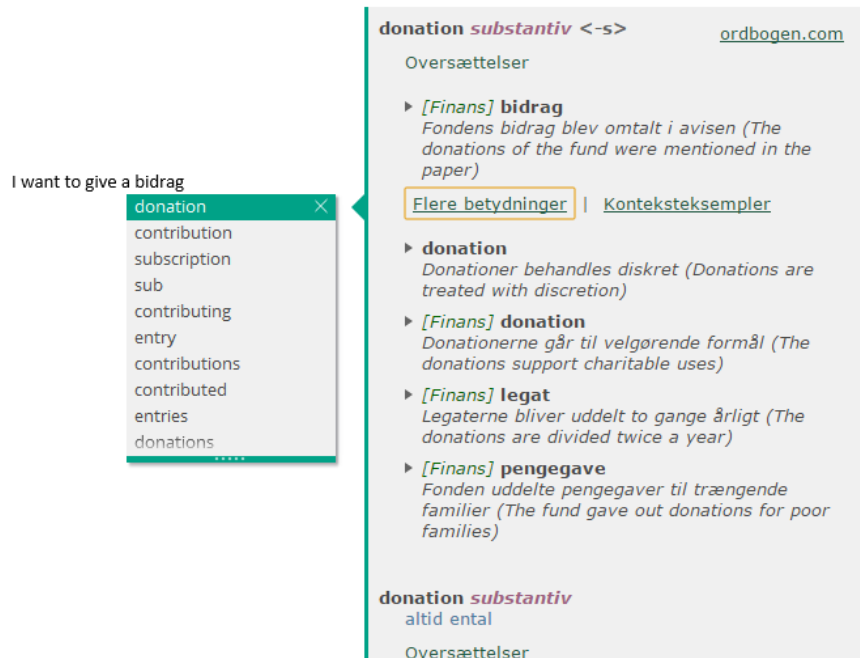 I want to give a bidrag
donation
contribution
subscription
sub
contributing
entry
contributions
contributed
entries
donations
donation substantiv <-s>
ordbogen.com
Oversættelser
[Finans] bidrag
Fondens bidrag blev omtalt i avisen (The
donations of the fund were mentioned in the
paper)
Flere betydninger | Konteksteksempler
donation
Donationer behandles diskret (Donations are
treated with discretion)
[Finans] donation
Donationerne går til velgørende formål (The
donations support charitable uses)
[Finans] legat
Legaterne bliver uddelt to gange årligt (The
donations are divided twice a year)
[Finans] pengegave
Fonden uddelte pengegaver til trængende
familier (The fund gave out donations for poor
families)
donation substantiv
altid ental
Oversættelser